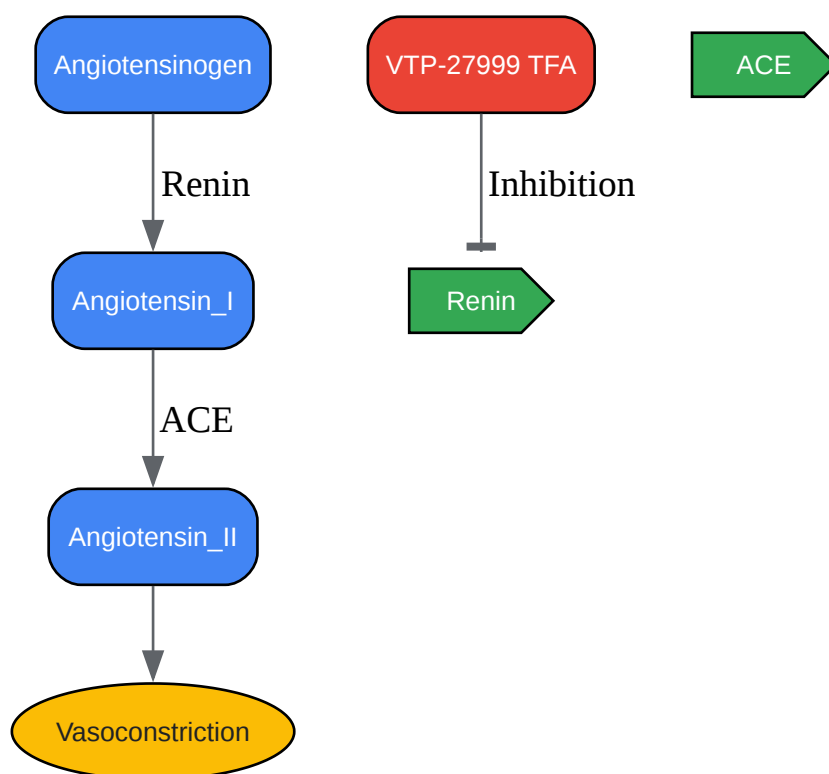 Angiotensinogen
VTP-27999 TFA
ACE
Renin
Inhibition
Angiotensin_I
Renin
ACE
Angiotensin_II
Vasoconstriction